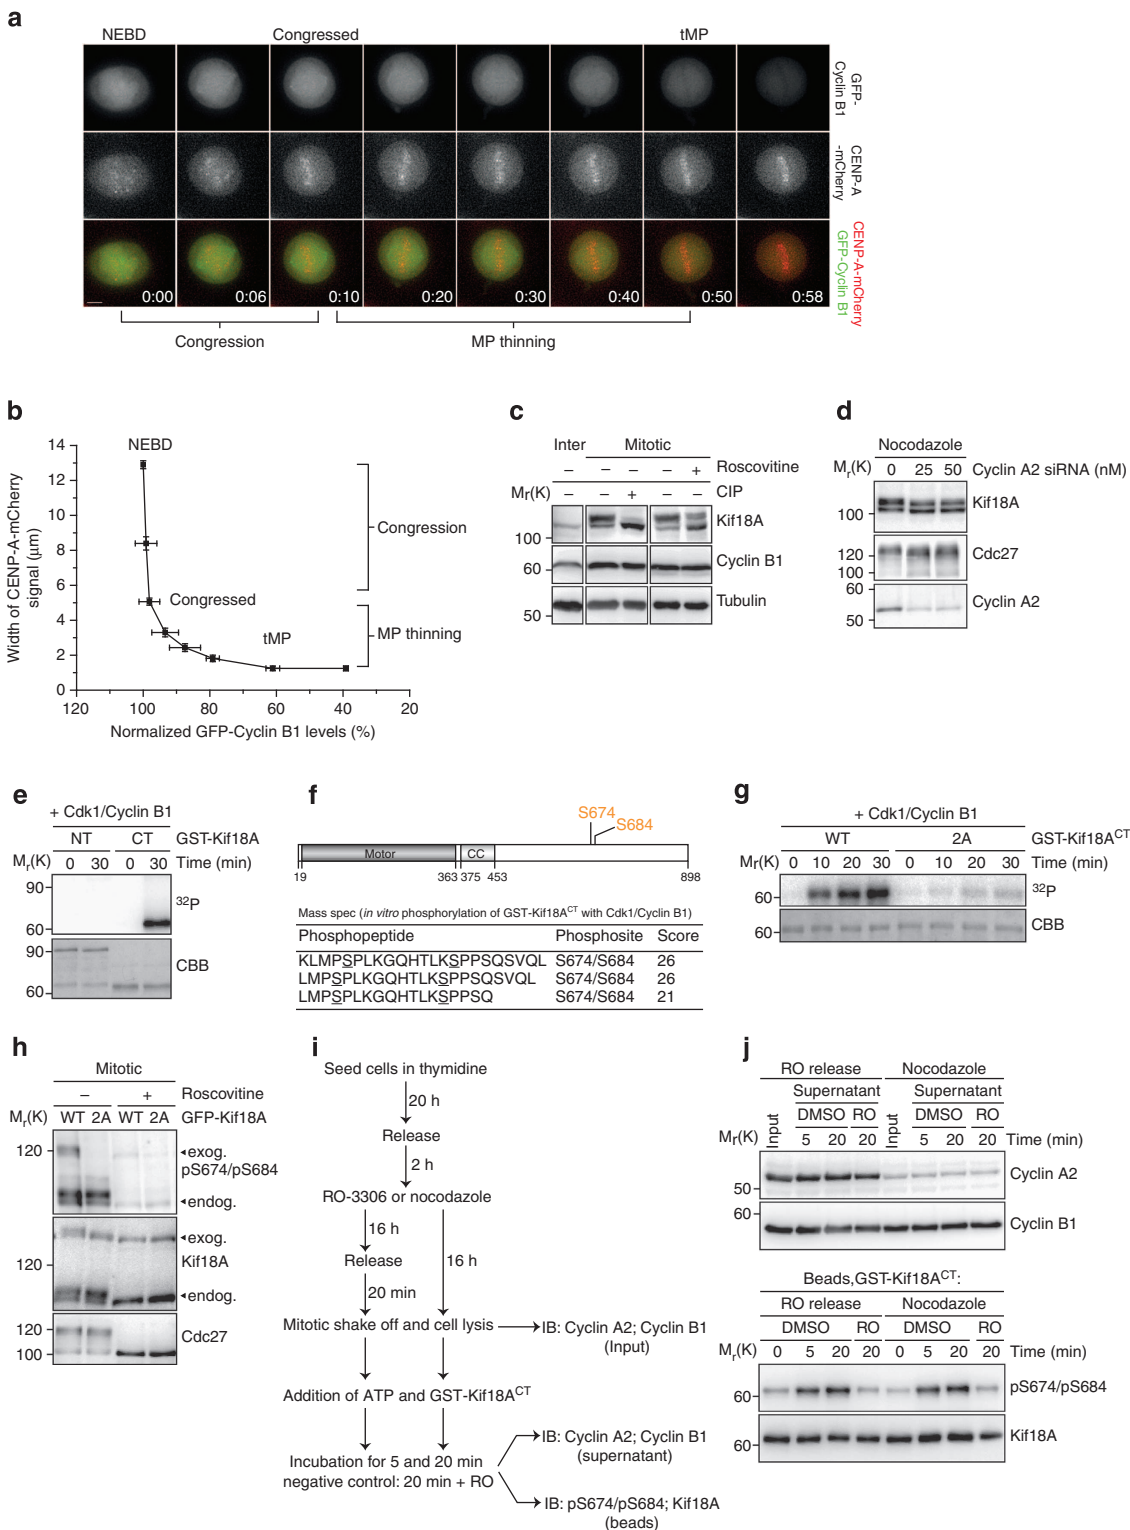 a
NEBD Congressed tMP
GFP-Cyclin B1
CENP-A-mCherry
CENP-A-mCherry
GFP-Cyclin B1
0:00 0:06 0:10 0:20 0:30 0:40 0:50 0:58
Congression MP thinning
b
Width of CENP-A-mCherry signal (μm)
14
12
10
8
6
4
2
0
NEBD
Congressed
tMP
Congression
MP thinning
120 100 80 60 40 20
Normalized GFP-Cyclin B1 levels (%)
c
Inter Mitotic
– – – – + Roscovitine
Mr(K) – – + – – CIP
Kif18A
100
Cyclin B1
60
Tubulin
50
d
Nocodazole
Mr(K) 0 25 50 Cyclin A2 siRNA (nM)
Kif18A
100
120 Cdc27
100
60
Cyclin A2
50
e
+ Cdk1/Cyclin B1
NT CT GST-Kif18A
Mr(K) 0 30 0 30 Time (min)
90
32P
60
90
CBB
60
f
S674
S684
Motor CC
19 363 375 453 898
Mass spec (in vitro phosphorylation of GST-Kif18ACT with Cdk1/Cyclin B1)
Phosphopeptide Phosphosite Score
KLMPSPLKGQHTLKSPPSQSVQL S674/S684 26
LMPSPLKGQHTLKSPPSQSVQL S674/S684 26
LMPSPLKGQHTLKSPPSQ S674/S684 21
g
+ Cdk1/Cyclin B1
WT 2A GST-Kif18ACT
Mr(K) 0 10 20 30 0 10 20 30 Time (min)
60 32P
60 CBB
h
Mitotic
– + Roscovitine
Mr(K) WT 2A WT 2A GFP-Kif18A
120 exog.
pS674/pS684
endog.
exog.
Kif18A
120
endog.
120 Cdc27
100
i
Seed cells in thymidine
20 h
Release
2 h
RO-3306 or nocodazole
16 h
Release 16 h
20 min
Mitotic shake off and cell lysis IB: Cyclin A2; Cyclin B1
(Input)
Addition of ATP and GST-Kif18ACT
IB: Cyclin A2; Cyclin B1
(supernatant)
Incubation for 5 and 20 min
negative control: 20 min + RO
IB: pS674/pS684; Kif18A
(beads)
j
RO release Nocodazole
Supernatant Supernatant
Input DMSO RO Input DMSO RO
Mr(K) 5 20 20 5 20 20 Time (min)
Cyclin A2
50
60
Cyclin B1
Beads,GST-Kif18ACT:
RO release Nocodazole
DMSO RO DMSO RO
Mr(K) 0 5 20 20 0 5 20 20 Time (min)
60 pS674/pS684
60 Kif18A